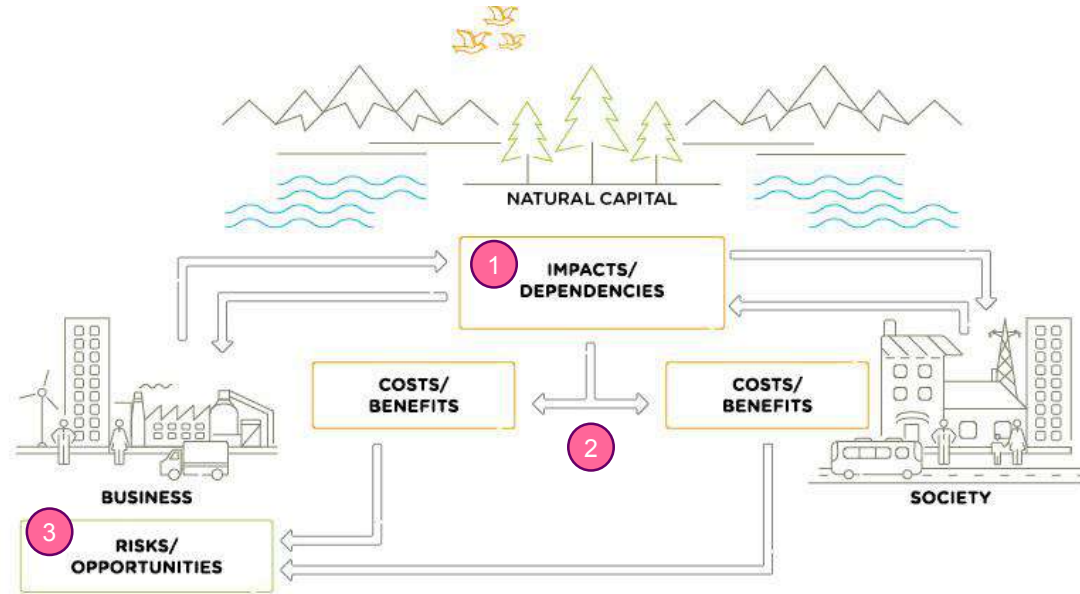 NATURAL CAPITAL
1
IMPACTS/
DEPENDENCIES
COSTS/
BENEFITS
COSTS/
BENEFITS
2
BUSINESS
SOCIETY
3
RISKS/
OPPORTUNITIES